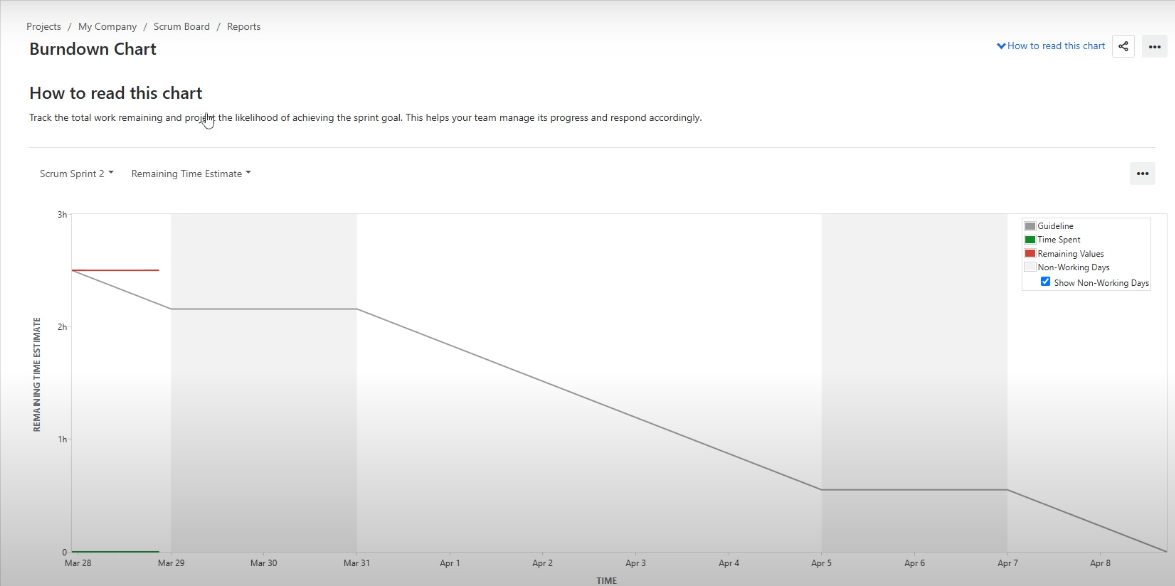 Projects / My Company / Scrum Board / Reports
Burndown Chart
How to read this chart
•••
How to read this chart
Track the total work remaining and project the likelihood of achieving the sprint goal. This helps your team manage its progress and respond accordingly.
Scrum Sprint 2
Remaining Time Estimate
•••
3h
2h
1h
0
REMAINING TIME ESTIMATE
Guideline
Time Spent
Remaining Values
Non-Working Days
Show Non-Working Days
Mar 28 Mar 29 Mar 30 Mar 31 Apr 1 Apr 2 Apr 3 Apr 4 Apr 5 Apr 6 Apr 7 Apr 8
TIME